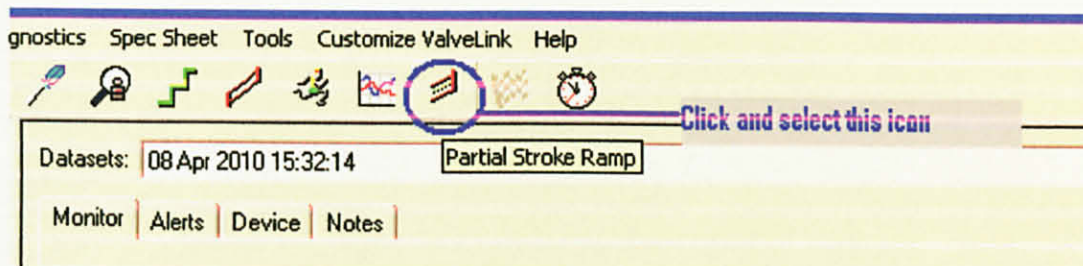 gnostics Spec Sheet Tools Customize ValveLink Help
Click and select this icon
Datasets: 08 Apr 2010 15:32:14 Partial Stroke Ramp
Monitor Alerts Device Notes